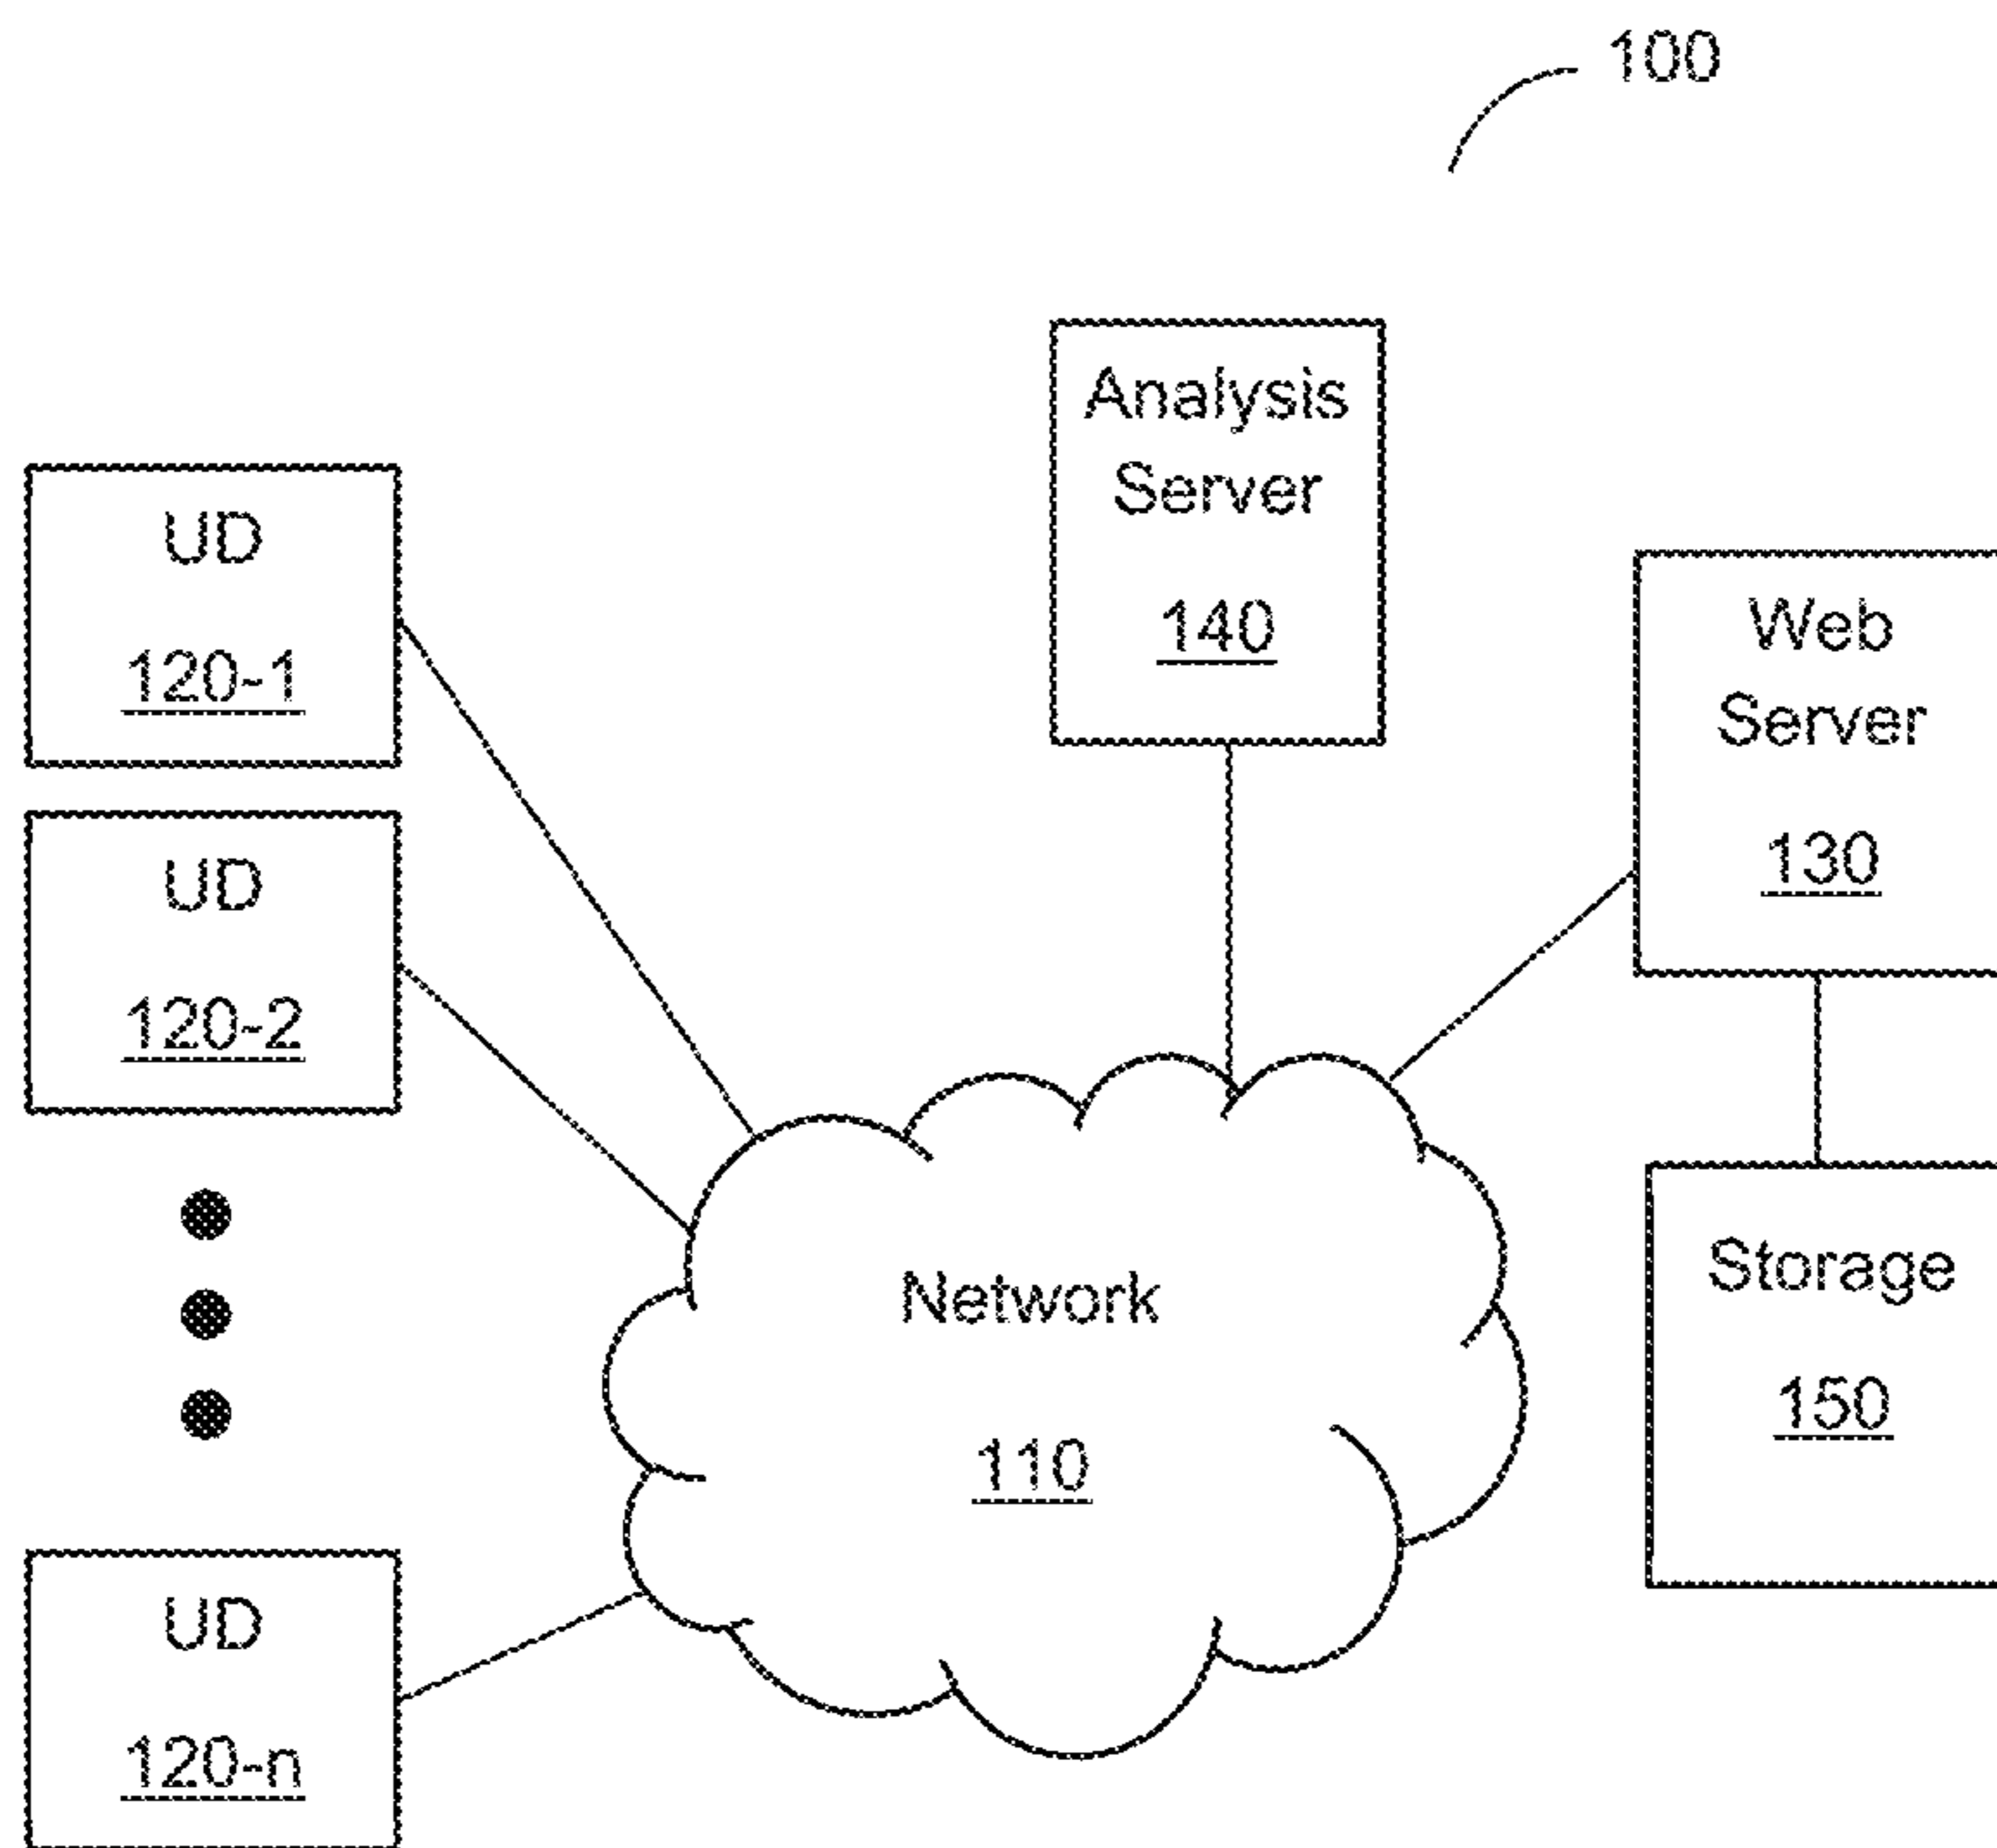 100
Analysis
Server
140
UD
120-1
Web
Server
130
UD
120-2
Storage
150
Network
110
UD
120-n